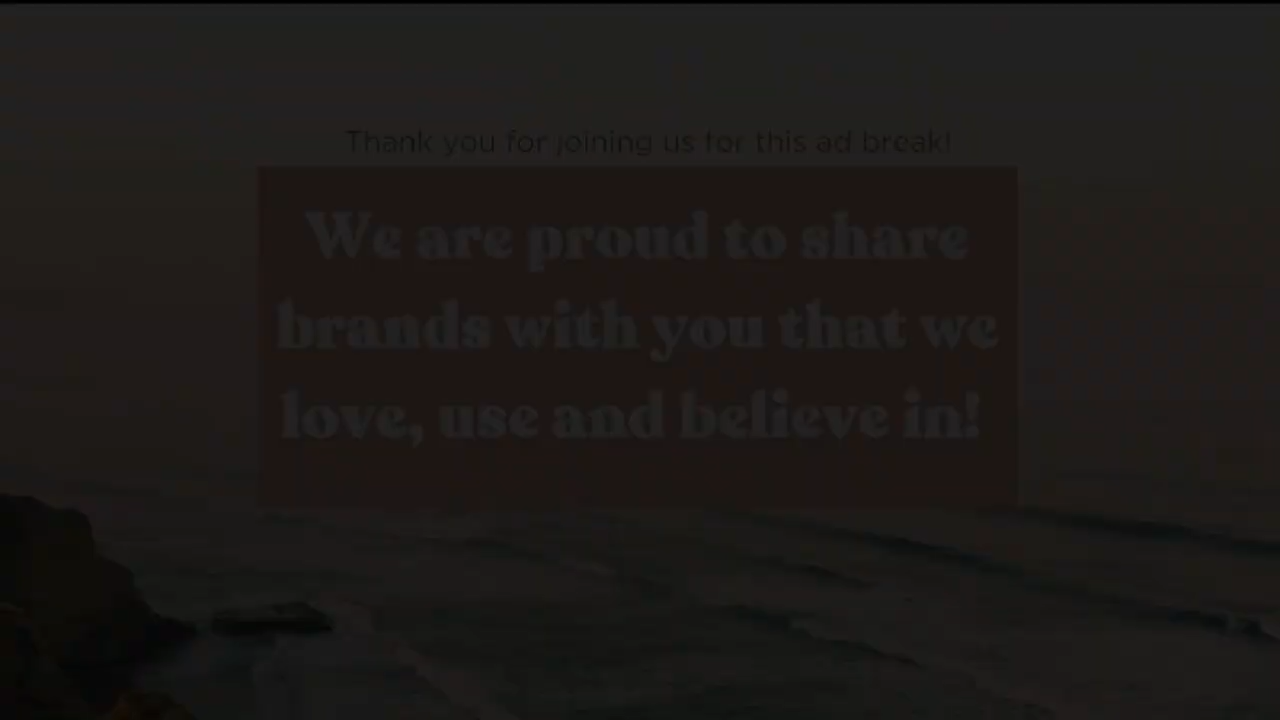 Thank you for joining us for this ad break!
We are proud to share
brands with you that we
love, use and believe in!